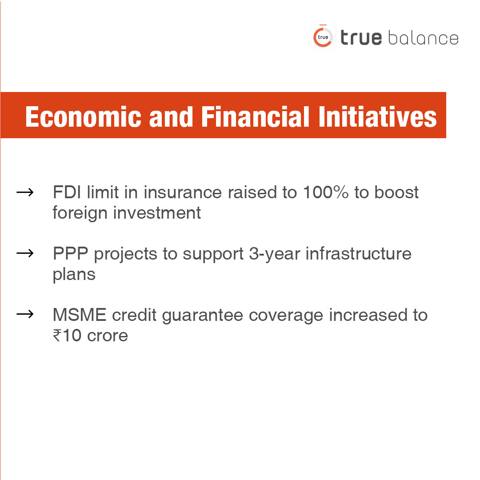 true
true balance
Economic and Financial Initiatives
→ FDI limit in insurance raised to 100% to boost
foreign investment
→ PPP projects to support 3-year infrastructure
plans
→ MSME credit guarantee coverage increased to
₹10 crore